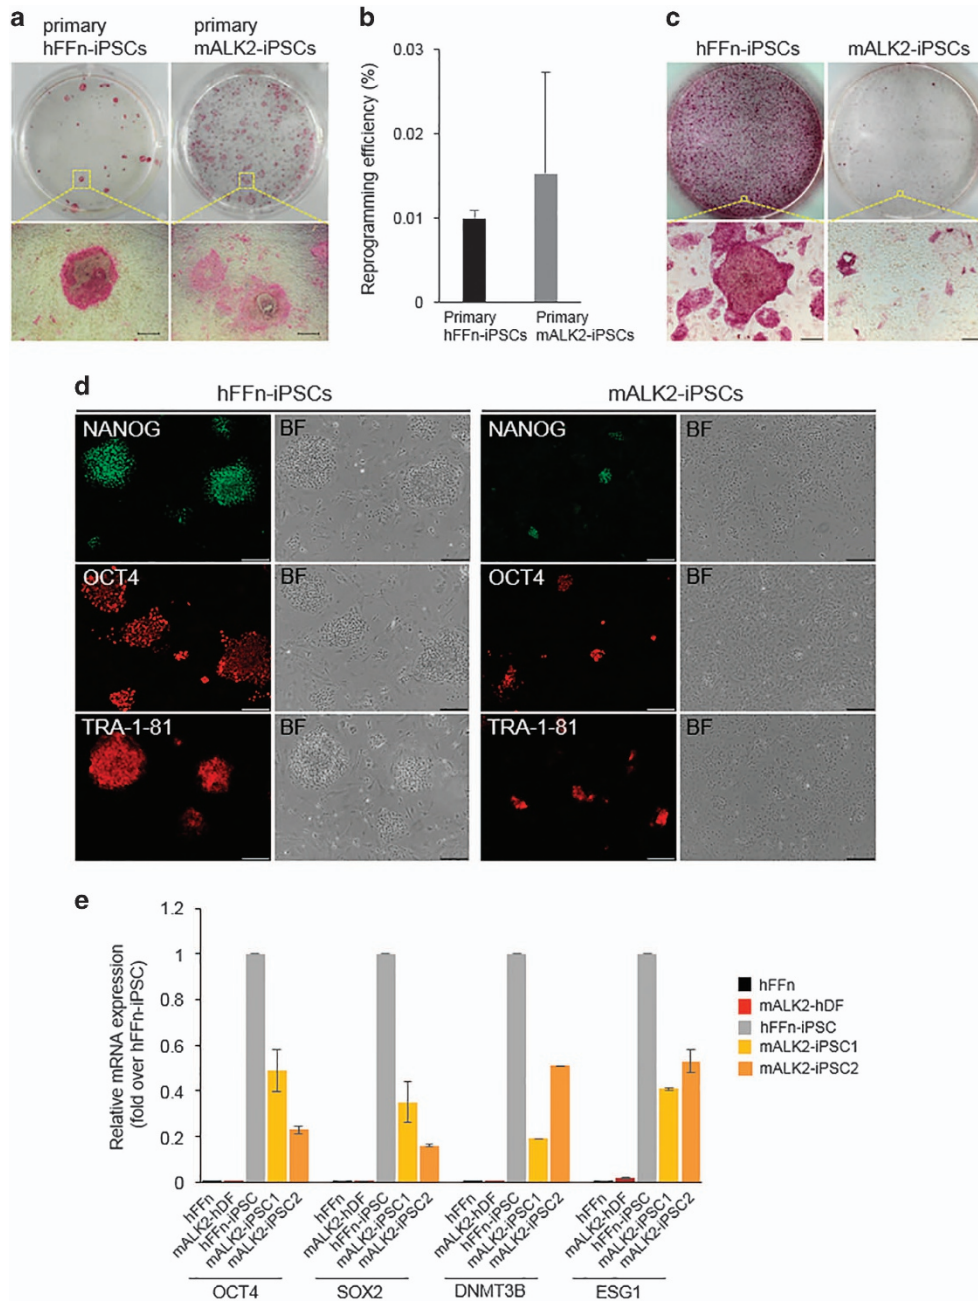 a
primary
hFFn-iPSCs
primary
mALK2-iPSCs
b
Reprogramming efficiency (%)
0.03
0.02
0.01
0
Primary
hFFn-iPSCs
Primary
mALK2-iPSCs
c
hFFn-iPSCs
mALK2-iPSCs
d
hFFn-iPSCs
mALK2-iPSCs
NANOG
BF
NANOG
BF
OCT4
BF
OCT4
BF
TRA-1-81
BF
TRA-1-81
BF
e
Relative mRNA expression
(fold over hFFn-iPSC)
1.2
1
0.8
0.6
0.4
0.2
0
hFFn
mALK2-hDF
hFFn-iPSC
mALK2-iPSC1
mALK2-iPSC2
hFFn
mALK2-hDF
hFFn-iPSC
mALK2-iPSC1
mALK2-iPSC2
hFFn
mALK2-hDF
hFFn-iPSC
mALK2-iPSC1
mALK2-iPSC2
hFFn
mALK2-hDF
hFFn-iPSC
mALK2-iPSC1
mALK2-iPSC2
OCT4
SOX2
DNMT3B
ESG1
hFFn
mALK2-hDF
hFFn-iPSC
mALK2-iPSC1
mALK2-iPSC2